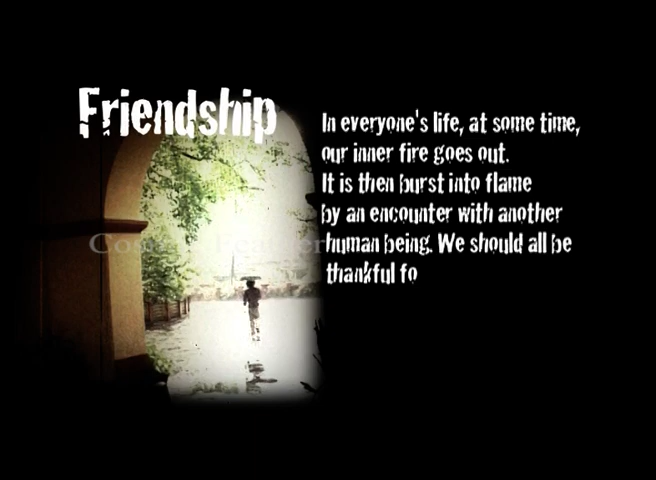 Friendship
In everyone's life, at some time,
our inner fire goes out.
It is then burst into flame
by an encounter with another
human being. We should all be
thankful fo